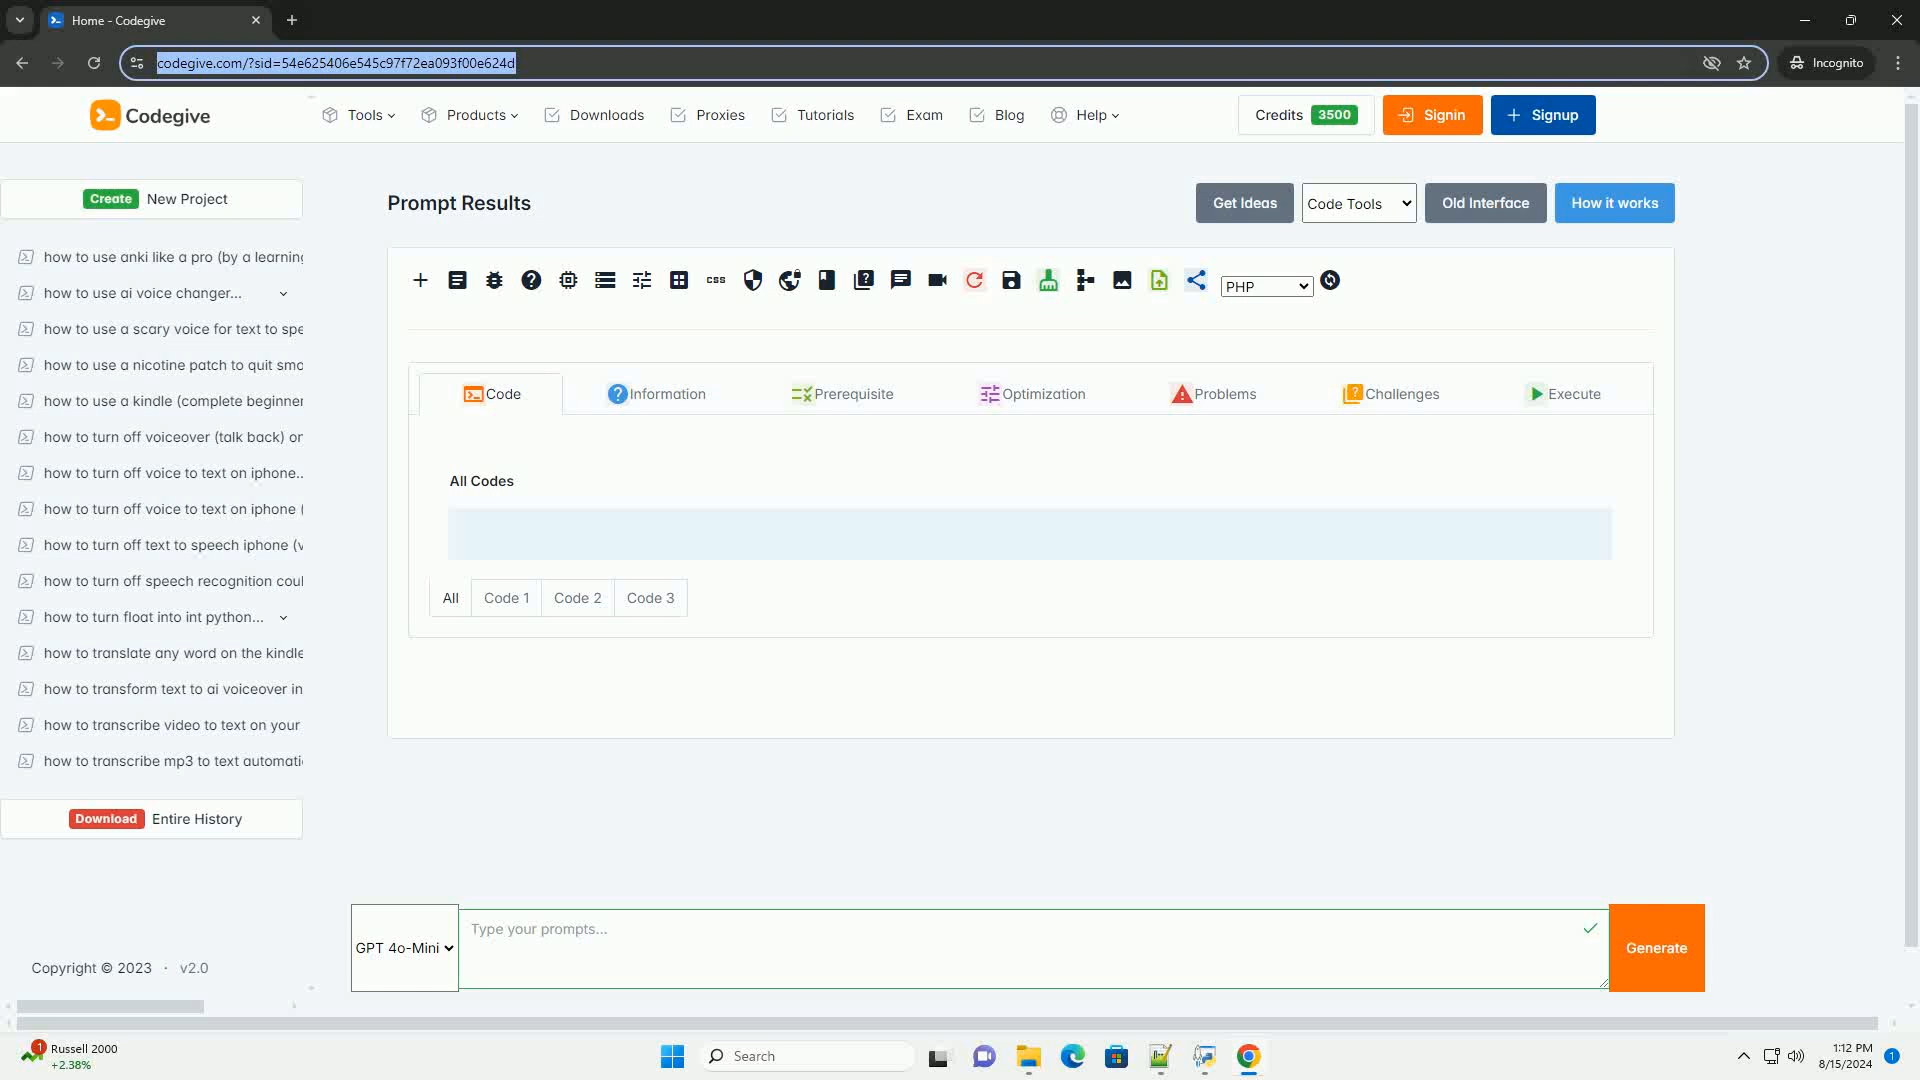 Home - Codegive
codegive.com/?sid=54e625406e545c97f72ea093f00e624d
Incognito
Codegive
Tools
Products
Downloads
Proxies
Tutorials
Exam
Blog
Help
Credits 3500
Signin
Signup
Create New Project
how to use anki like a pro (by a learning
how to use ai voice changer...
how to use a scary voice for text to spe
how to use a nicotine patch to quit smo
how to use a kindle (complete beginner
how to turn off voiceover (talk back) on
how to turn off voice to text on iphone...
how to turn off voice to text on iphone (
how to turn off text to speech iphone (v
how to turn off speech recognition coul
how to turn float into int python...
how to translate any word on the kindle
how to transform text to ai voiceover in
how to transcribe video to text on your
how to transcribe mp3 to text automati
Download Entire History
Copyright © 2023 · v2.0
Prompt Results
Get Ideas
Code Tools
Old Interface
How it works
css
PHP
Code
Information
Prerequisite
Optimization
Problems
Challenges
Execute
All Codes
All
Code 1
Code 2
Code 3
GPT 4o-Mini
Type your prompts...
Generate
1
Russell 2000
+2.38%
Search
1:12 PM
8/15/2024
1